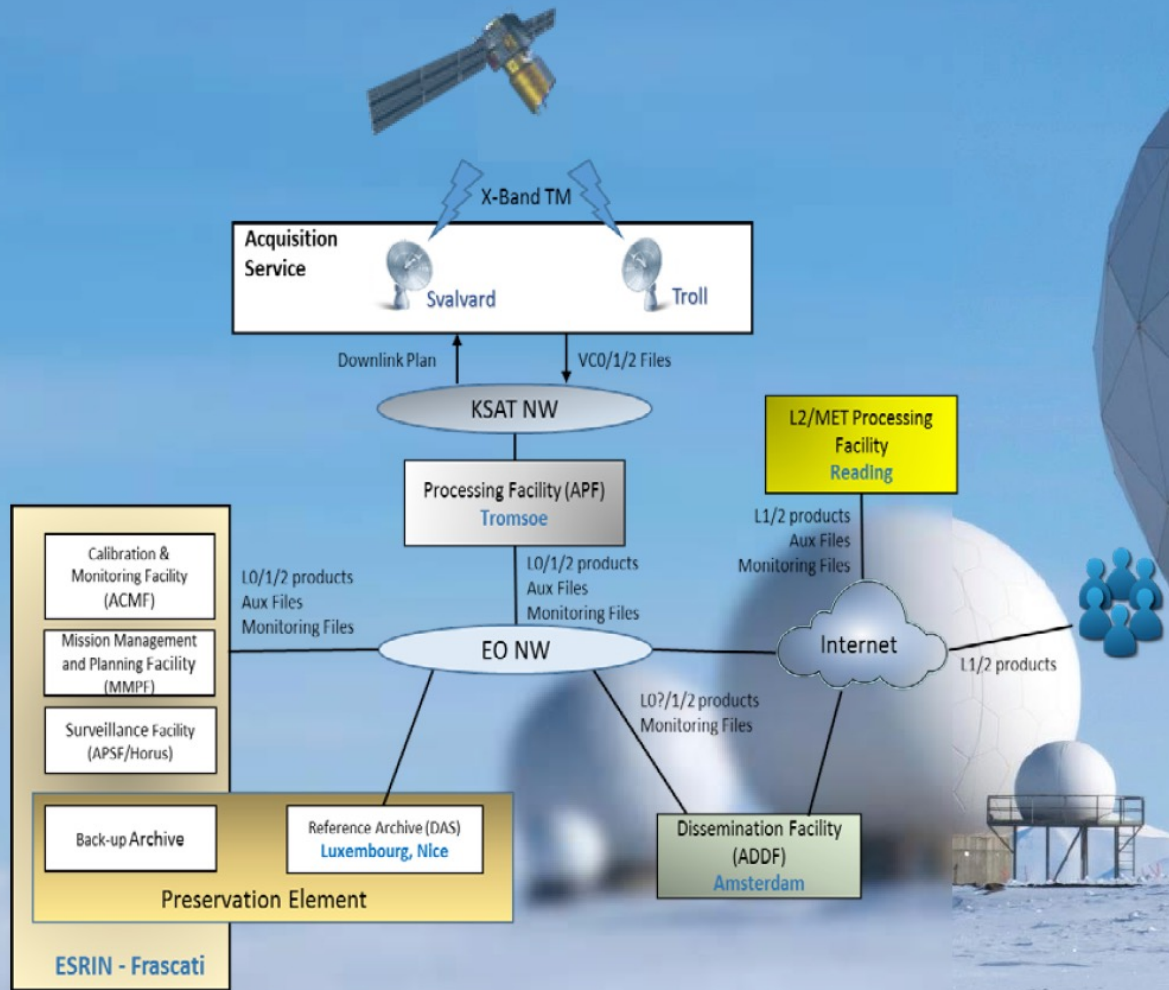 X-Band TM
Acquisition
Service
Svalvard
Troll
Downlink Plan
VC0/1/2 Files
KSAT NW
L2/MET Processing
Facility
Reading
Processing Facility (APF)
Tromsoe
L1/2 products
Aux Files
Monitoring Files
Calibration &
Monitoring Facility
(ACMF)
L0/1/2 products
Aux Files
Monitoring Files
L0/1/2 products
Aux Files
Monitoring Files
Mission Management
and Planning Facility
(MMPF)
EO NW
Internet
L1/2 products
L0?/1/2 products
Monitoring Files
Surveillance Facility
(APSF/Horus)
Back-up Archive
Reference Archive (DAS)
Luxembourg, Nice
Dissemination Facility
(ADDF)
Amsterdam
Preservation Element
ESRIN - Frascati